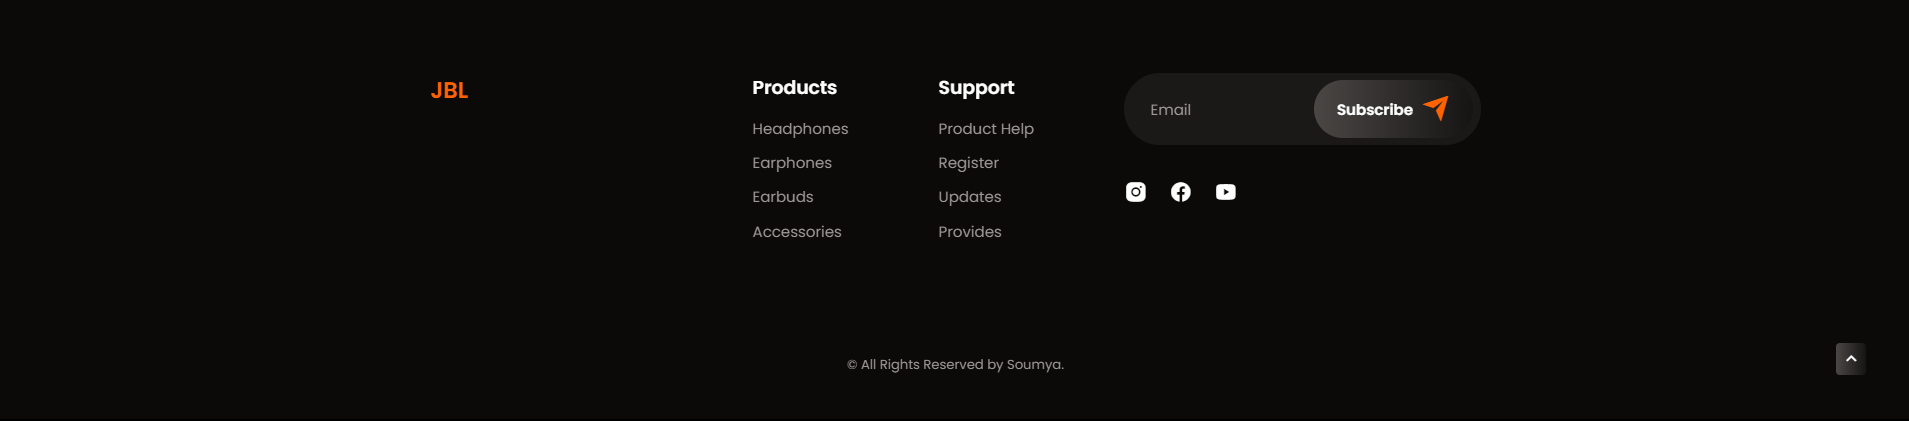 JBL
Products
Headphones
Earphones
Earbuds
Accessories
Support
Product Help
Register
Updates
Provides
Email
Subscribe
© All Rights Reserved by Soumya.